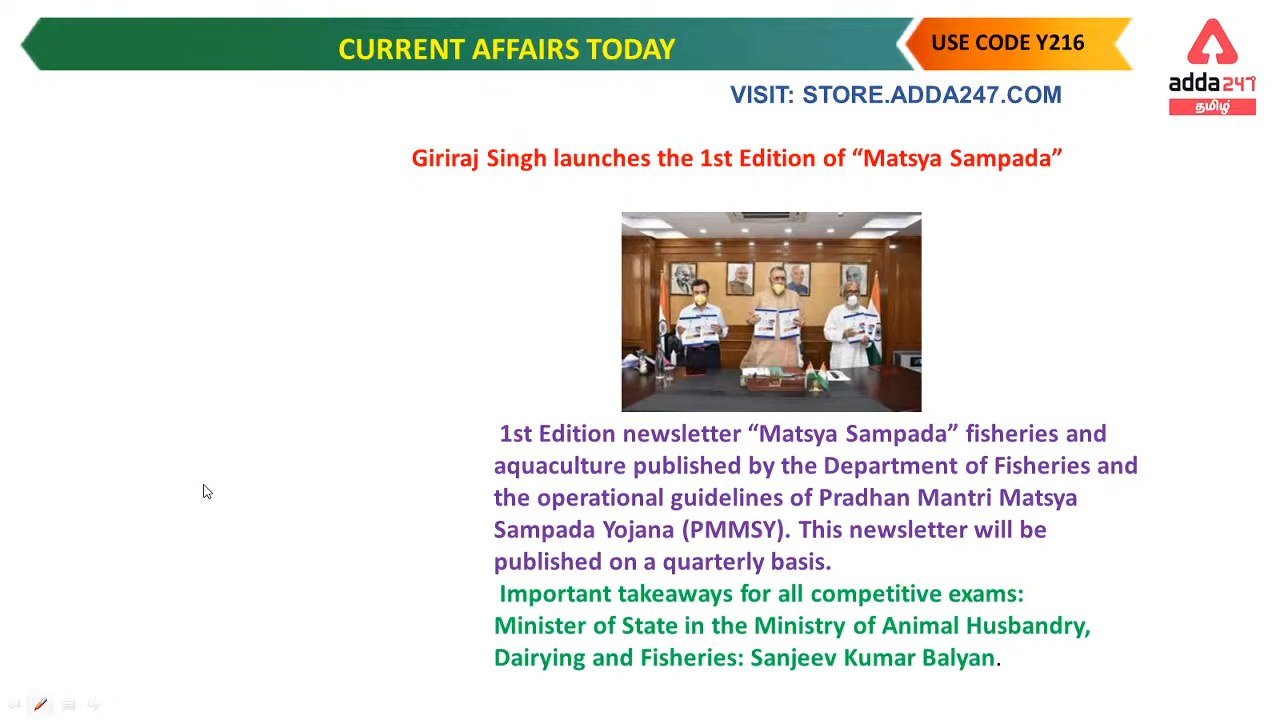 CURRENT AFFAIRS TODAY
USE CODE Y216
adda247
தமிழ்
VISIT: STORE.ADDA247.COM
Giriraj Singh launches the 1st Edition of “Matsya Sampada”
1st Edition newsletter “Matsya Sampada” fisheries and
aquaculture published by the Department of Fisheries and
the operational guidelines of Pradhan Mantri Matsya
Sampada Yojana (PMMSY). This newsletter will be
published on a quarterly basis.
Important takeaways for all competitive exams:
Minister of State in the Ministry of Animal Husbandry,
Dairying and Fisheries: Sanjeev Kumar Balyan.